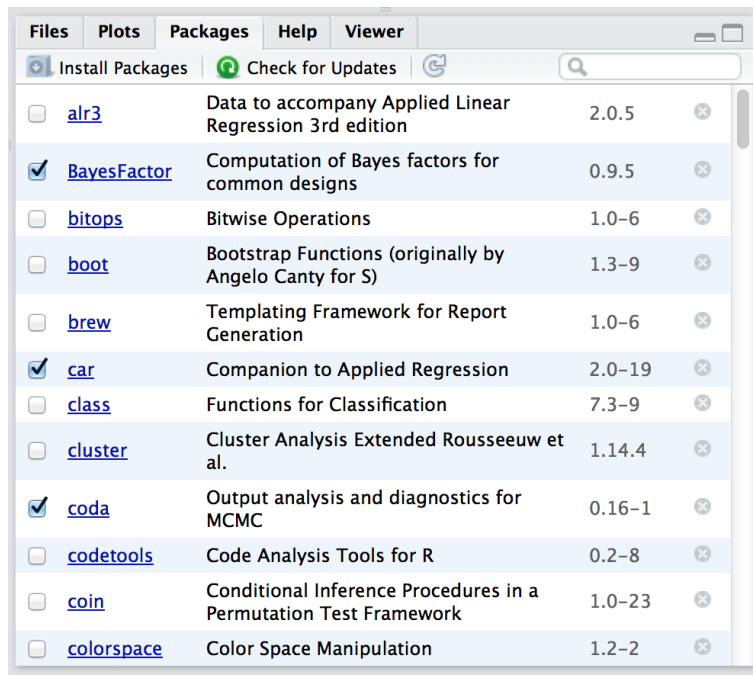 Files Plots Packages Help Viewer
Install Packages Check for Updates
alr3 Data to accompany Applied Linear Regression 3rd edition 2.0.5
BayesFactor Computation of Bayes factors for common designs 0.9.5
bitops Bitwise Operations 1.0-6
boot Bootstrap Functions (originally by Angelo Canty for S) 1.3-9
brew Templating Framework for Report Generation 1.0-6
car Companion to Applied Regression 2.0-19
class Functions for Classification 7.3-9
cluster Cluster Analysis Extended Rousseeuw et al. 1.14.4
coda Output analysis and diagnostics for MCMC 0.16-1
codetools Code Analysis Tools for R 0.2-8
coin Conditional Inference Procedures in a Permutation Test Framework 1.0-23
colorspace Color Space Manipulation 1.2-2